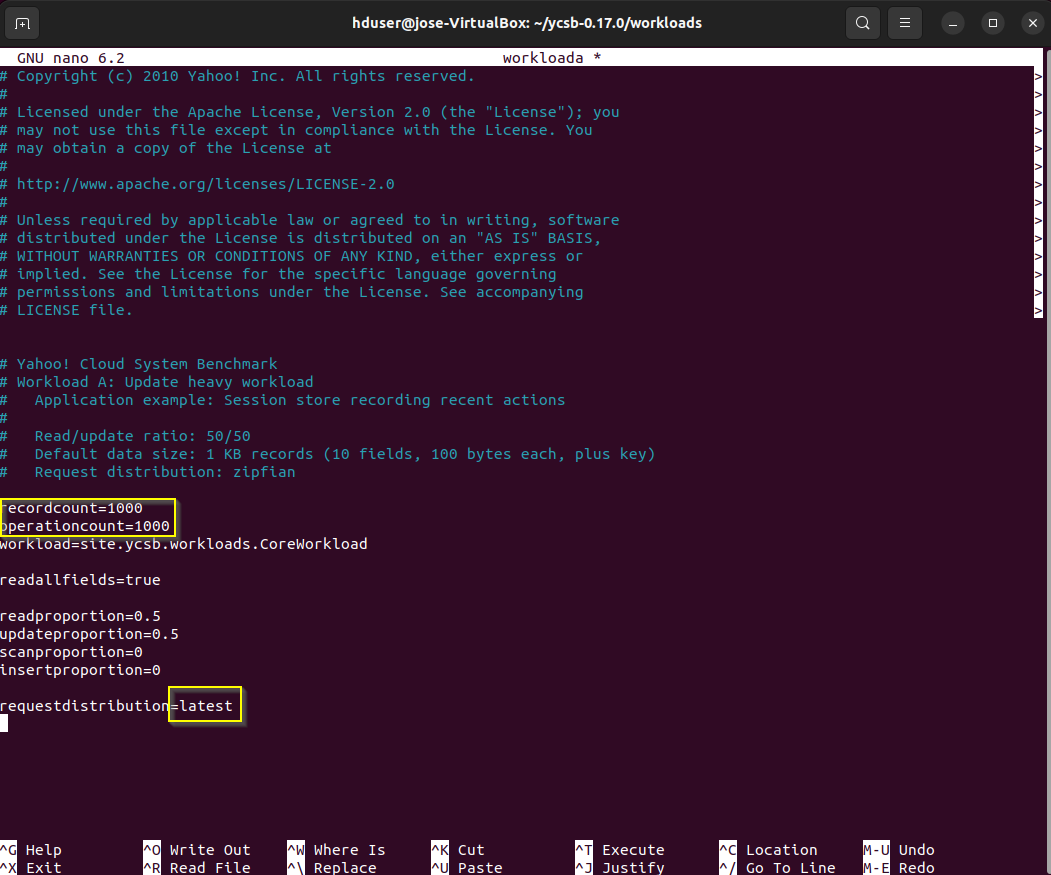 hduser@jose-VirtualBox: ~/ycsb-0.17.0/workloads
GNU nano 6.2 workloada *
# Copyright (c) 2010 Yahoo! Inc. All rights reserved. >
# >
# Licensed under the Apache License, Version 2.0 (the "License"); you >
# may not use this file except in compliance with the License. You >
# may obtain a copy of the License at >
# >
# http://www.apache.org/licenses/LICENSE-2.0 >
# >
# Unless required by applicable law or agreed to in writing, software >
# distributed under the License is distributed on an "AS IS" BASIS, >
# WITHOUT WARRANTIES OR CONDITIONS OF ANY KIND, either express or >
# implied. See the License for the specific language governing >
# permissions and limitations under the License. See accompanying >
# LICENSE file. >
# Yahoo! Cloud System Benchmark
# Workload A: Update heavy workload
#   Application example: Session store recording recent actions
#
#   Read/update ratio: 50/50
#   Default data size: 1 KB records (10 fields, 100 bytes each, plus key)
#   Request distribution: zipfian
recordcount=1000
operationcount=1000
workload=site.ycsb.workloads.CoreWorkload
readallfields=true
readproportion=0.5
updateproportion=0.5
scanproportion=0
insertproportion=0
requestdistribution=latest
^G Help ^O Write Out ^W Where Is ^K Cut ^T Execute ^C Location M-U Undo
^X Exit ^R Read File ^\ Replace ^U Paste ^J Justify ^/ Go To Line M-E Redo